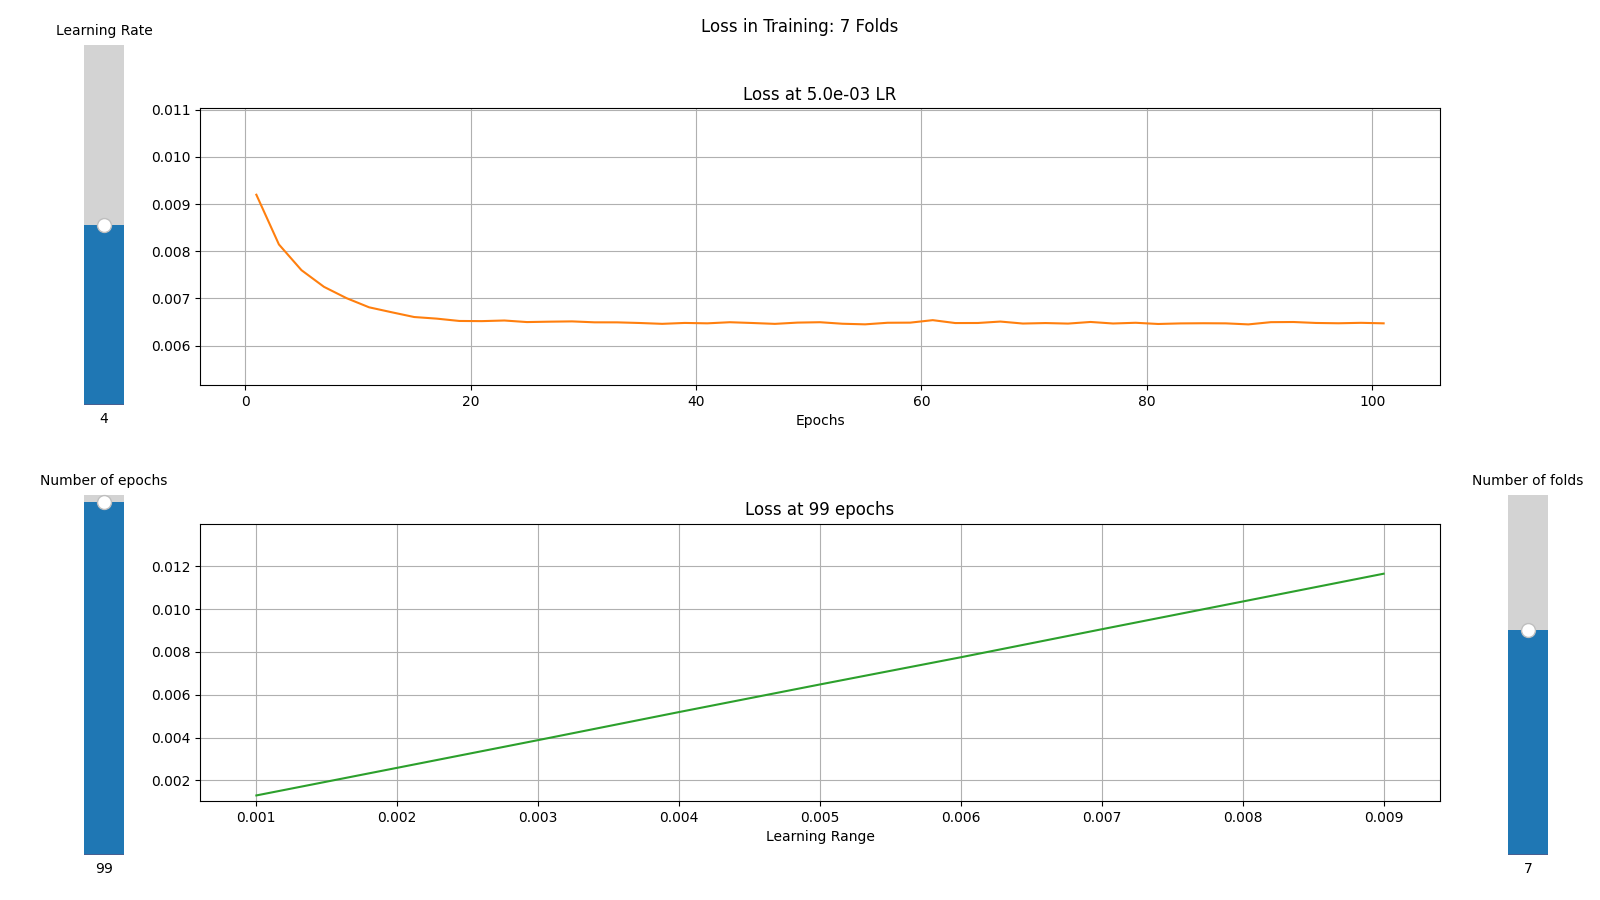 Loss in Training: 7 Folds
Learning Rate
4
Loss at 5.0e-03 LR
0.011
0.010
0.009
0.008
0.007
0.006
0 20 40 60 80 100
Epochs
Number of epochs
99
Loss at 99 epochs
0.012
0.010
0.008
0.006
0.004
0.002
0.001 0.002 0.003 0.004 0.005 0.006 0.007 0.008 0.009
Learning Range
Number of folds
7